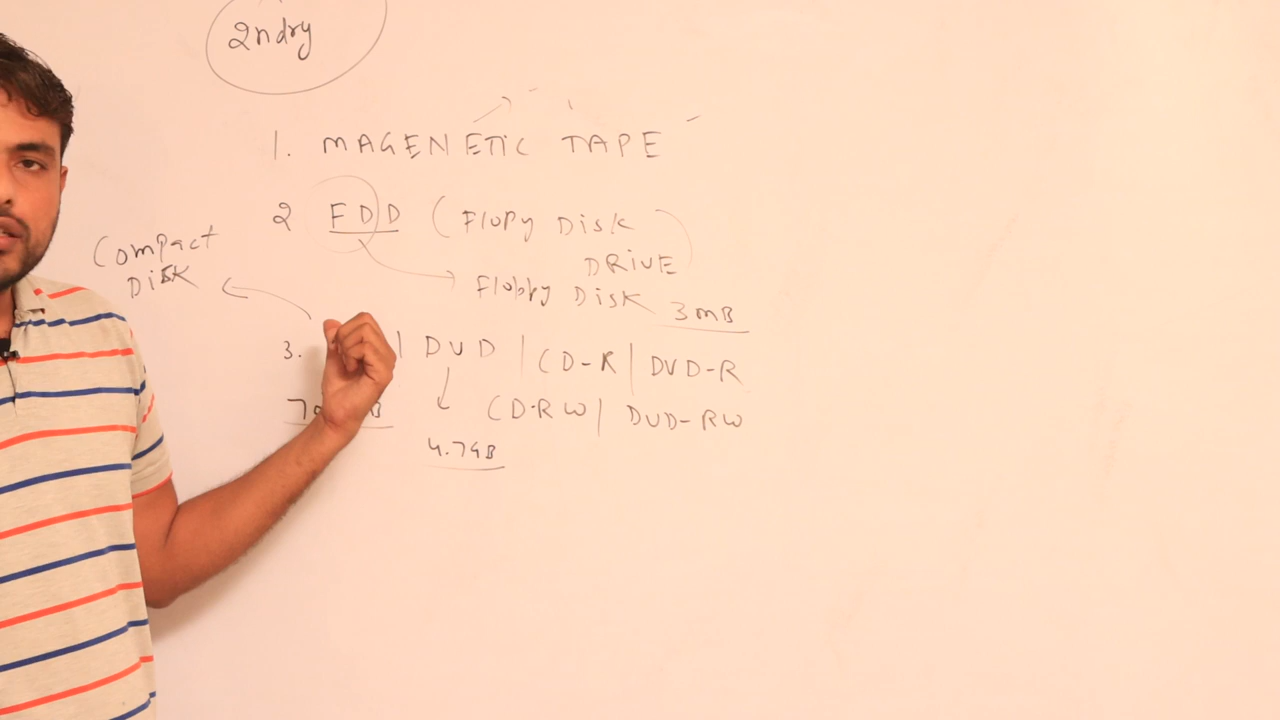 2ndry
1. MAGENETIC TAPE
2 FDD (Flopy Disk
DRIVE)
Floppy Disk 3MB
Compact
Disk
3. | DVD | CD-R | DVD-R
CD-RW | DVD-RW
4.7GB